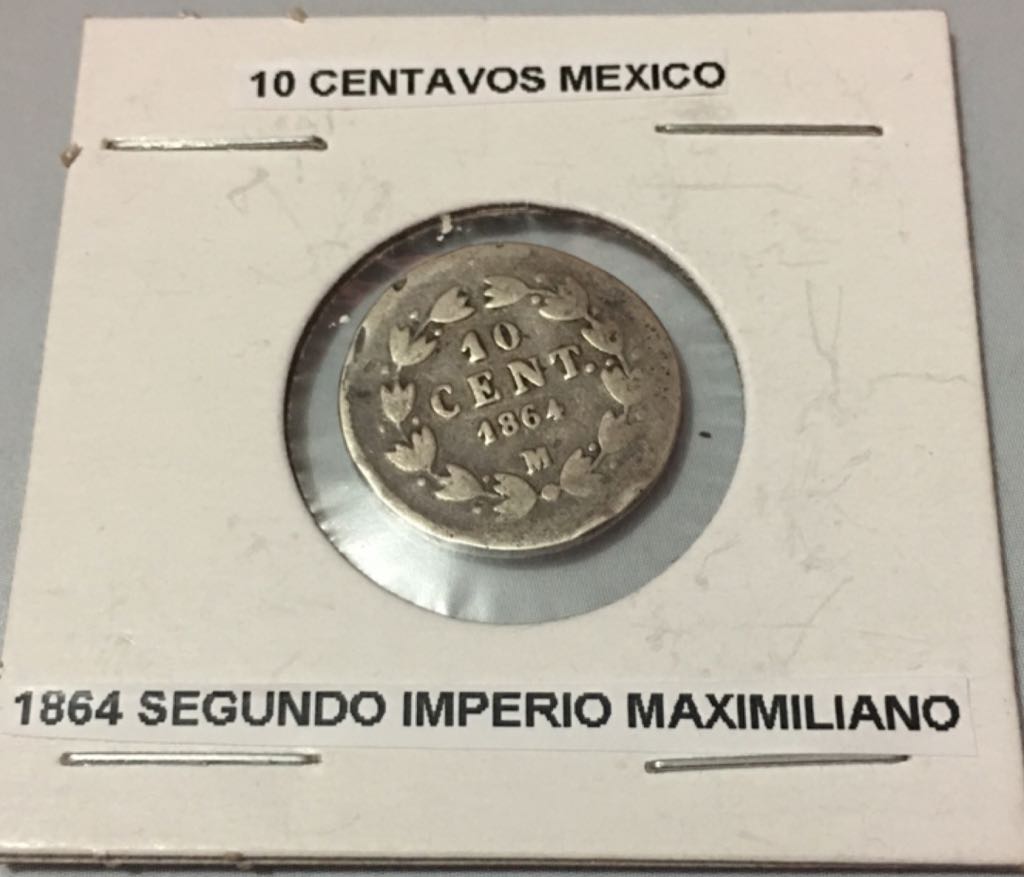 10 CENTAVOS MEXICO
10
CENT.
1864
M
1864 SEGUNDO IMPERIO MAXIMILIANO